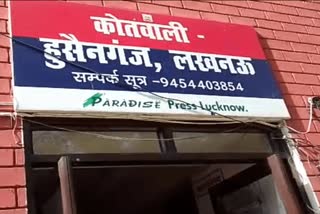 कोतवाली -
हुसैनगंज, लखनऊ
सम्पर्क सूत्र -9454403854
PARADISE Press-Lucknow.